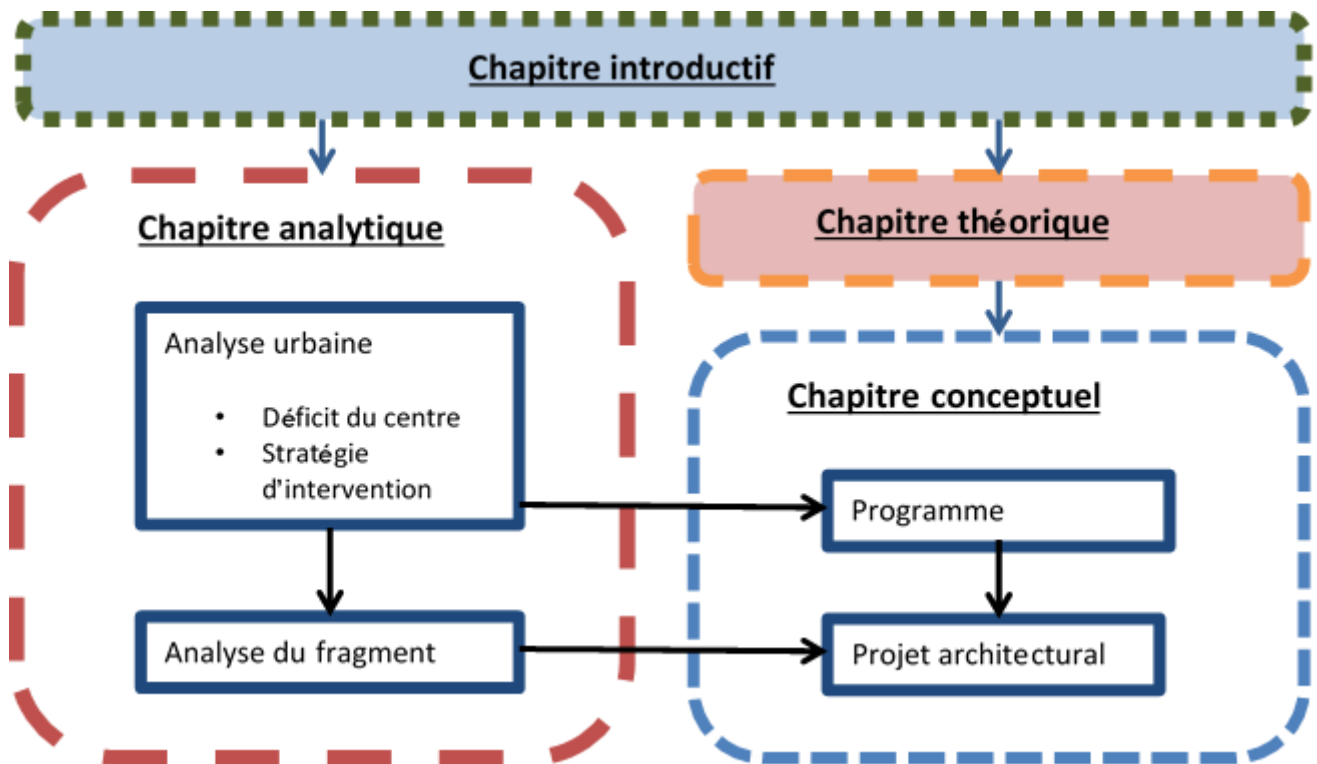 Chapitre introductif
Chapitre analytique
Analyse urbaine
• Déficit du centre
• Stratégie
d'intervention
Analyse du fragment
Chapitre théorique
Chapitre conceptuel
Programme
Projet architectural